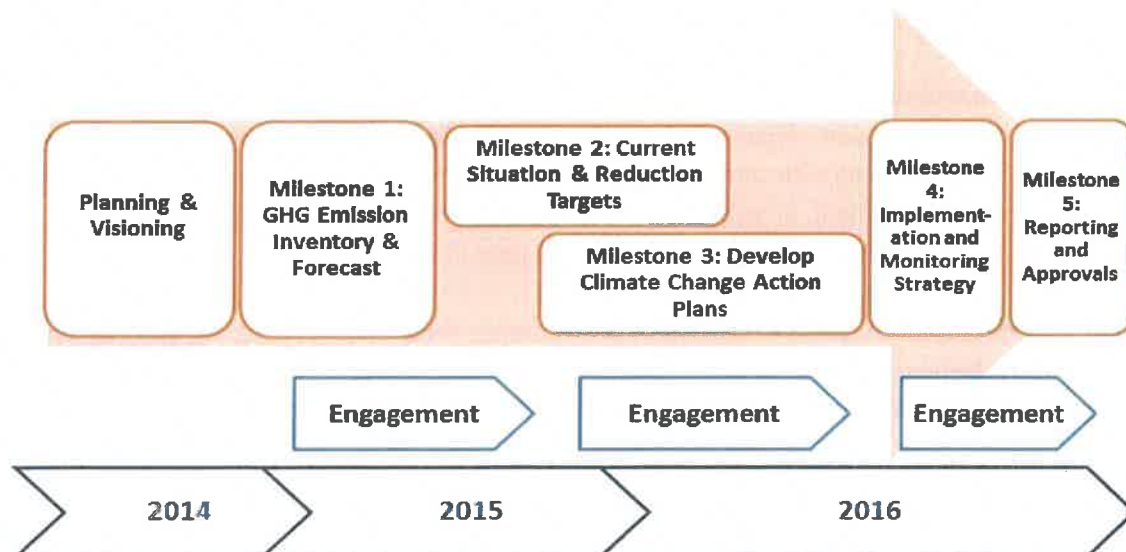 Planning &
Visioning
Milestone 1:
GHG Emission
Inventory &
Forecast
Milestone 2: Current
Situation & Reduction
Targets
Milestone 3: Develop
Climate Change Action
Plans
Milestone
4:
Implement-
ation and
Monitoring
Strategy
Milestone
5:
Reporting
and
Approvals
Engagement
Engagement
Engagement
2014
2015
2016